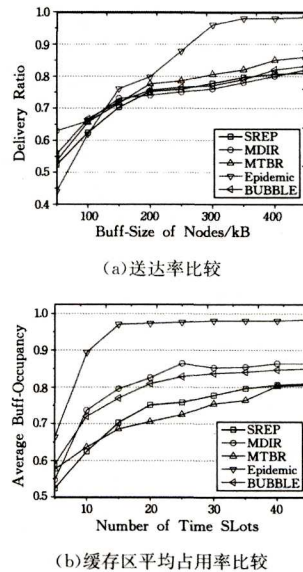 1.0
0.9
0.8
0.7
0.6
0.5
0.4
Delivery Ratio
SREP
MDIR
MTBR
Epidemic
BUBBLE
100 200 300 400
Buff-Size of Nodes/kB
(a)送达率比较
1.0
0.9
0.8
0.7
0.6
0.5
Average Buff-Occupancy
SREP
MDIR
MTBR
Epidemic
BUBBLE
10 20 30 40
Number of Time SLots
(b)缓存区平均占用率比较